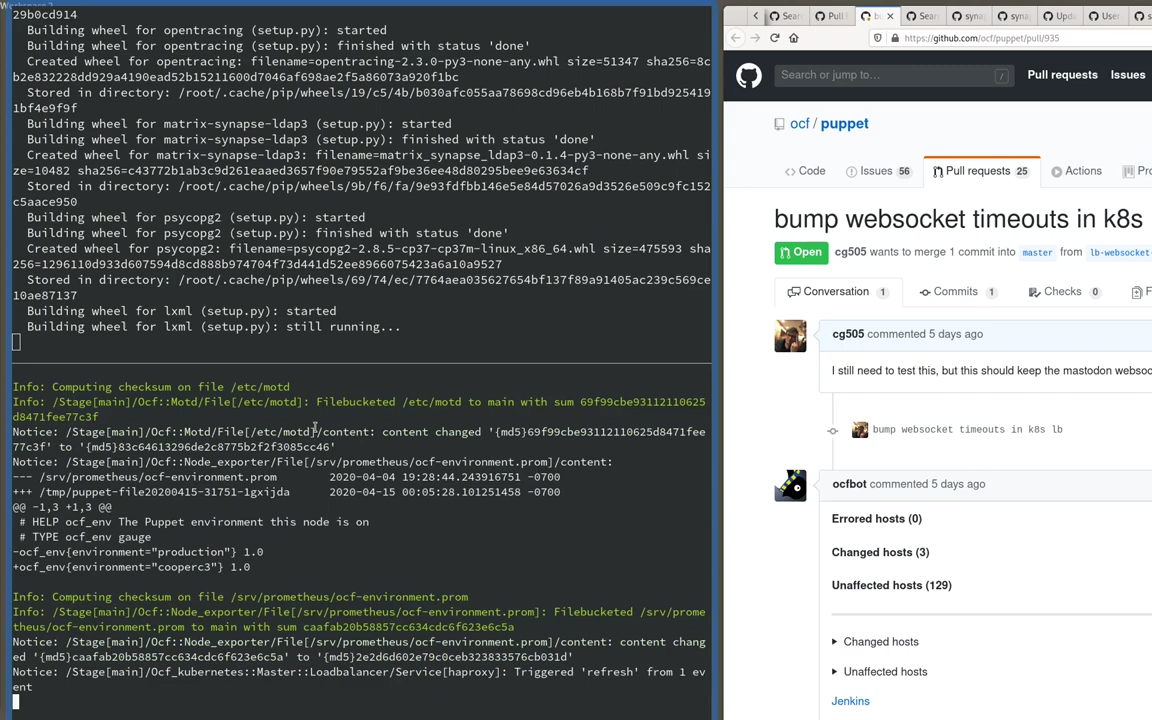 29b0cd914
  Building wheel for opentracing (setup.py): started
  Building wheel for opentracing (setup.py): finished with status 'done'
  Created wheel for opentracing: filename=opentracing-2.3.0-py3-none-any.whl size=51347 sha256=8c
b2e832228dd929a4190ead52b15211600d7046af698ae2f5a86073a920f1bc
  Stored in directory: /root/.cache/pip/wheels/19/c5/4b/b030afc055aa78698cd96eb4b168b7f91bd925419
1bf4e9f9f
  Building wheel for matrix-synapse-ldap3 (setup.py): started
  Building wheel for matrix-synapse-ldap3 (setup.py): finished with status 'done'
  Created wheel for matrix-synapse-ldap3: filename=matrix_synapse_ldap3-0.1.4-py3-none-any.whl si
ze=10482 sha256=c43772b1ab3c9d261eaaed3657f90e79552af9be36ee48d80295bee9e63634cf
  Stored in directory: /root/.cache/pip/wheels/9b/f6/fa/9e93fdfbb146e5e84d57026a9d3526e509c9fc152
c5aace950
  Building wheel for psycopg2 (setup.py): started
  Building wheel for psycopg2 (setup.py): finished with status 'done'
  Created wheel for psycopg2: filename=psycopg2-2.8.5-cp37-cp37m-linux_x86_64.whl size=475593 sha
256=1296110d933d607594d8cd888b974704f73d441d52ee8966075423a6a10a9527
  Stored in directory: /root/.cache/pip/wheels/69/74/ec/7764aea035627654bf137f89a91405ac239c569ce
10ae87137
  Building wheel for lxml (setup.py): started
  Building wheel for lxml (setup.py): still running...
Info: Computing checksum on file /etc/motd
Info: /Stage[main]/Ocf::Motd/File[/etc/motd]: Filebucketed /etc/motd to main with sum 69f99cbe93112110625
d8471fee77c3f
Notice: /Stage[main]/Ocf::Motd/File[/etc/motd]/content: content changed '{md5}69f99cbe93112110625d8471fee
77c3f' to '{md5}83c64613296de2c8775b2f2f3085cc46'
Notice: /Stage[main]/Ocf::Node_exporter/File[/srv/prometheus/ocf-environment.prom]/content:
--- /srv/prometheus/ocf-environment.prom        2020-04-04 19:28:44.243916751 -0700
+++ /tmp/puppet-file20200415-31751-1gxijda      2020-04-15 00:05:28.101251458 -0700
@@ -1,3 +1,3 @@
 # HELP ocf_env The Puppet environment this node is on
 # TYPE ocf_env gauge
-ocf_env{environment="production"} 1.0
+ocf_env{environment="cooperc3"} 1.0
Info: Computing checksum on file /srv/prometheus/ocf-environment.prom
Info: /Stage[main]/Ocf::Node_exporter/File[/srv/prometheus/ocf-environment.prom]: Filebucketed /srv/prome
theus/ocf-environment.prom to main with sum caafab20b58857cc634cdc6f623e6c5a
Notice: /Stage[main]/Ocf::Node_exporter/File[/srv/prometheus/ocf-environment.prom]/content: content chang
ed '{md5}caafab20b58857cc634cdc6f623e6c5a' to '{md5}2e2d6d602e79c0ceb323833576cb031d'
Notice: /Stage[main]/Ocf_kubernetes::Master::Loadbalancer/Service[haproxy]: Triggered 'refresh' from 1 ev
ent
Sear Pull bu Sear syna syna Upda User s
https://github.com/ocf/puppet/pull/935
Search or jump to... / Pull requests Issues
ocf / puppet
Code Issues 56 Pull requests 25 Actions Pro
bump websocket timeouts in k8s
Open cg505 wants to merge 1 commit into master from lb-websocket-
Conversation 1 Commits 1 Checks 0 F
cg505 commented 5 days ago
I still need to test this, but this should keep the mastodon websoc
bump websocket timeouts in k8s lb
ocfbot commented 5 days ago
Errored hosts (0)
Changed hosts (3)
Unaffected hosts (129)
Changed hosts
Unaffected hosts
Jenkins